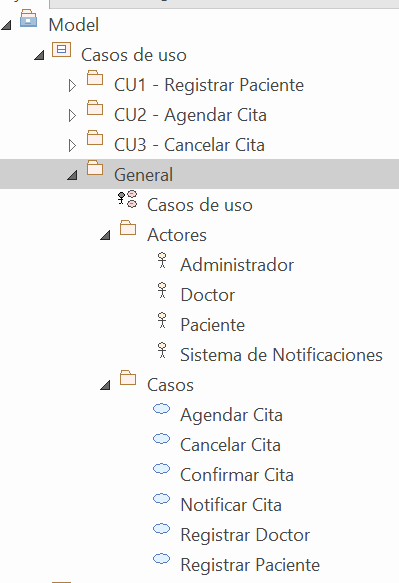 Model
Casos de uso
CU1 - Registrar Paciente
CU2 - Agendar Cita
CU3 - Cancelar Cita
General
Casos de uso
Actores
Administrador
Doctor
Paciente
Sistema de Notificaciones
Casos
Agendar Cita
Cancelar Cita
Confirmar Cita
Notificar Cita
Registrar Doctor
Registrar Paciente